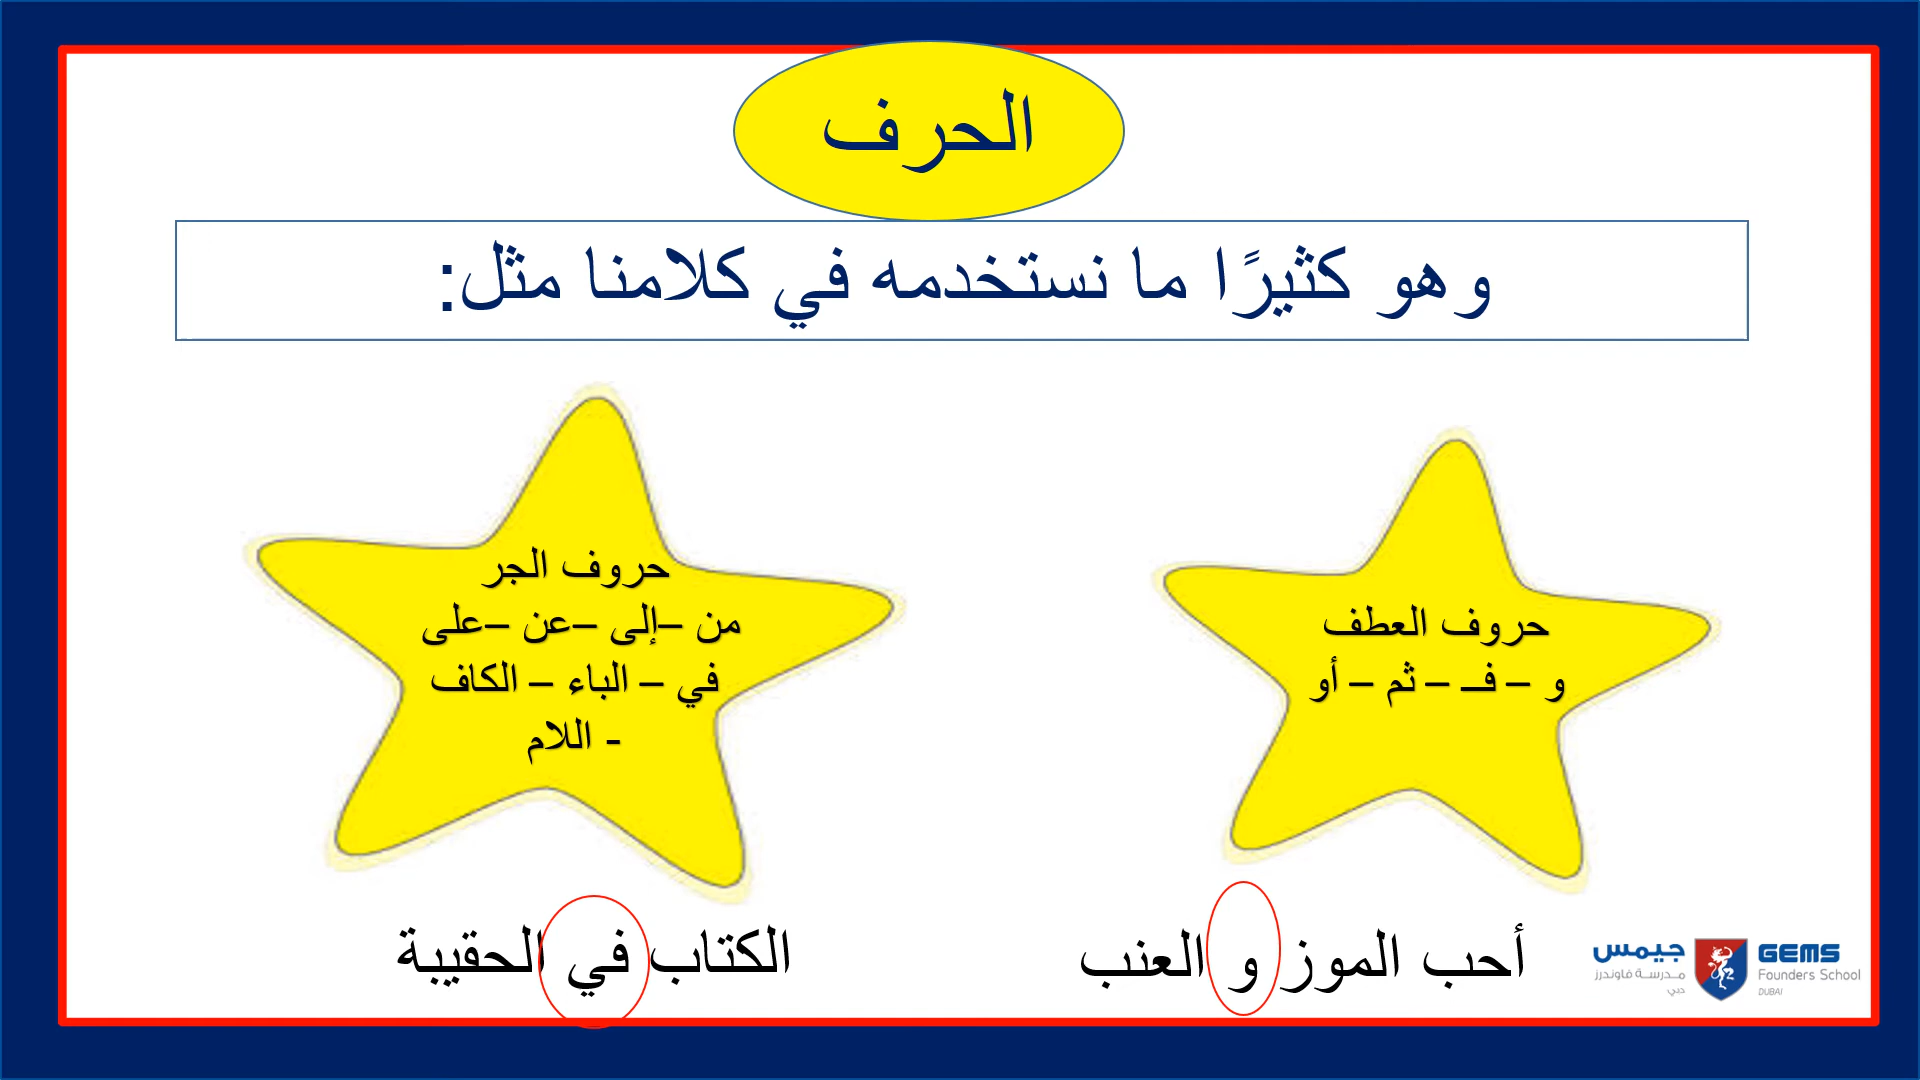 الحرف
وهو كثيرًا ما نستخدمه في كلامنا مثل:
حروف العطف
و – فـ – ثم – أو
أحب الموز و العنب
حروف الجر
من –إلى –عن –على
في – الباء – الكاف
- اللام
الكتاب في الحقيبة
جيمس
مدرسة فاوندرز
دبي
GEMS
Founders School
DUBAI